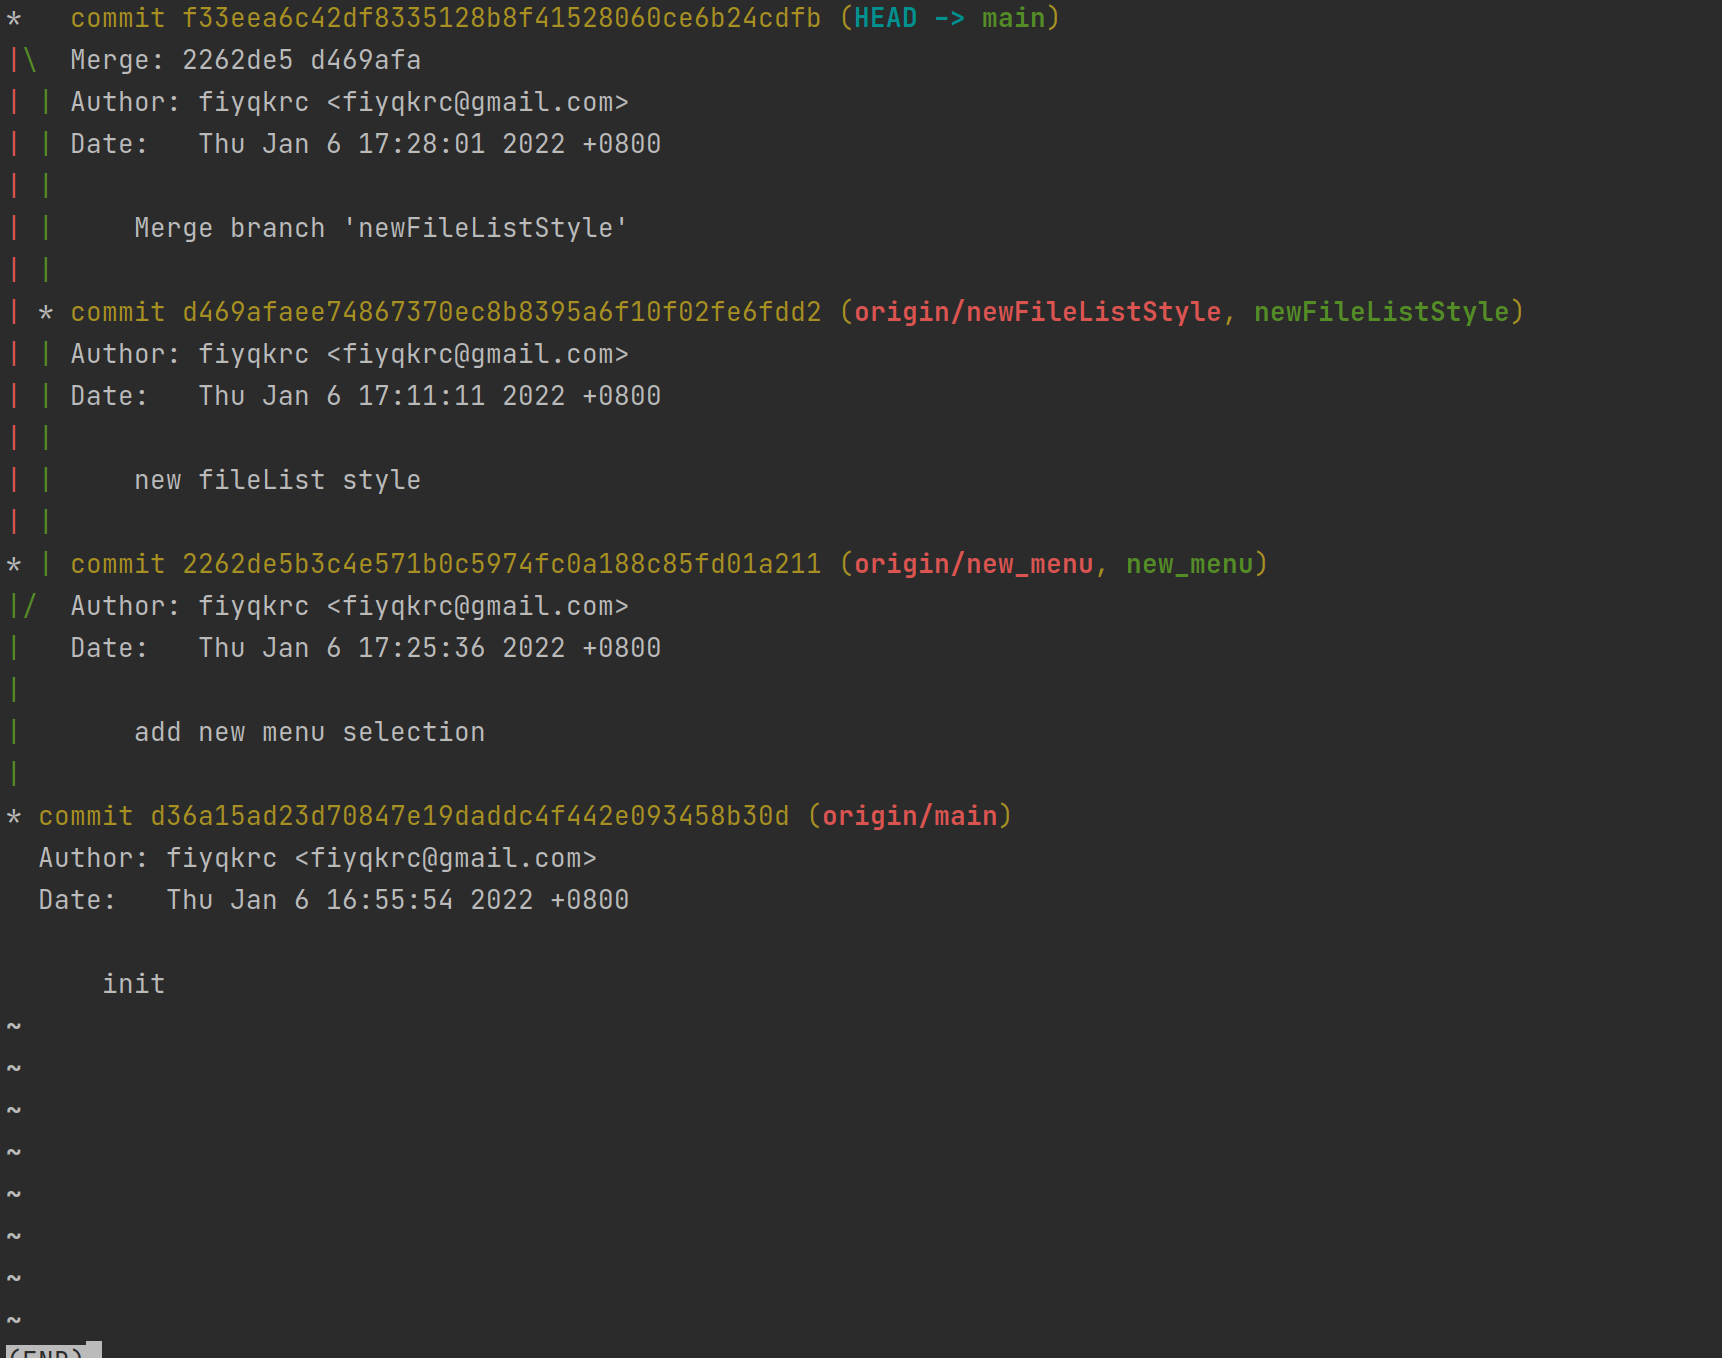 *   commit f33eea6c42df8335128b8f41528060ce6b24cdfb (HEAD -> main)
|\  Merge: 2262de5 d469afa
| | Author: fiyqkrc <fiyqkrc@gmail.com>
| | Date:   Thu Jan 6 17:28:01 2022 +0800
| |
| |     Merge branch 'newFileListStyle'
| |
| * commit d469afaee74867370ec8b8395a6f10f02fe6fdd2 (origin/newFileListStyle, newFileListStyle)
| | Author: fiyqkrc <fiyqkrc@gmail.com>
| | Date:   Thu Jan 6 17:11:11 2022 +0800
| |
| |     new fileList style
| |
* | commit 2262de5b3c4e571b0c5974fc0a188c85fd01a211 (origin/new_menu, new_menu)
|/  Author: fiyqkrc <fiyqkrc@gmail.com>
|   Date:   Thu Jan 6 17:25:36 2022 +0800
|
|       add new menu selection
|
* commit d36a15ad23d70847e19daddc4f442e093458b30d (origin/main)
  Author: fiyqkrc <fiyqkrc@gmail.com>
  Date:   Thu Jan 6 16:55:54 2022 +0800

      init
~
~
~
~
~
~
~
~
(END)